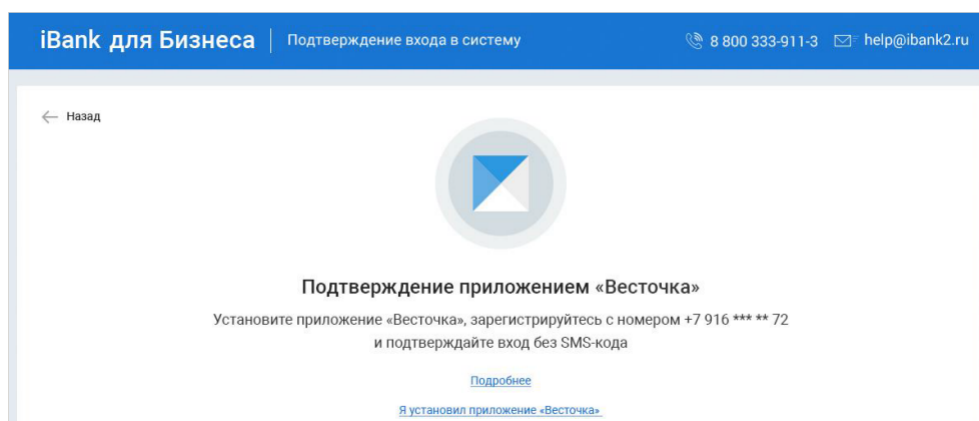 iBank для Бизнеса | Подтверждение входа в систему 8 800 333-911-3 help@ibank2.ru
Назад
Подтверждение приложением «Весточка»
Установите приложение «Весточка», зарегистрируйтесь с номером +7 916 *** ** 72
и подтверждайте вход без SMS-кода
Подробнее
Я установил приложение «Весточка»